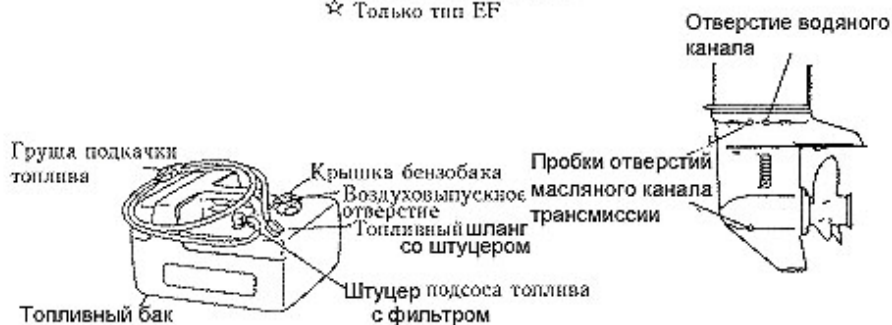 ☆ Только тип EF
Отверстие водяного
канала
Груша подкачки
топлива
Крышка бензобака
Воздуховыпускное
отверстие
Топливный шланг
со штуцером
Штуцер подсоса топлива
с фильтром
Топливный бак
Пробки отверстий
масляного канала
трансмиссии